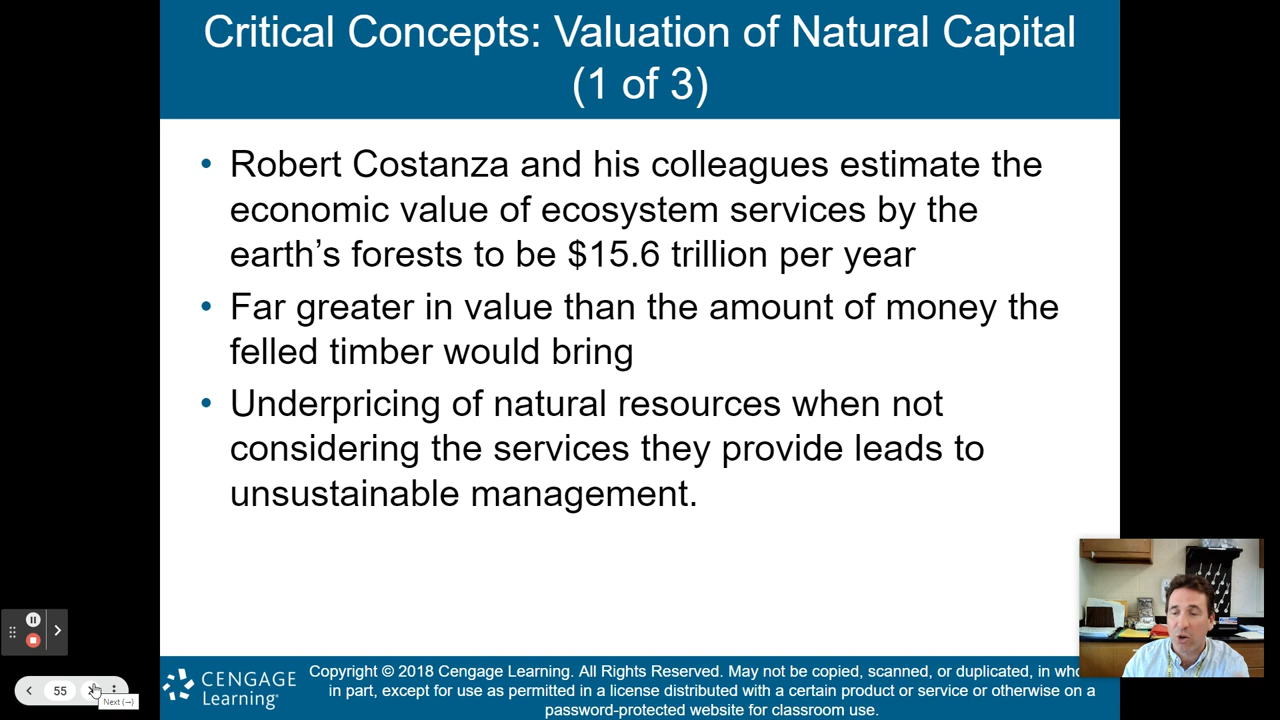 Critical Concepts: Valuation of Natural Capital
(1 of 3)
• Robert Costanza and his colleagues estimate the
economic value of ecosystem services by the
earth’s forests to be $15.6 trillion per year
• Far greater in value than the amount of money the
felled timber would bring
• Underpricing of natural resources when not
considering the services they provide leads to
unsustainable management.
CENGAGE
Learning®
Copyright © 2018 Cengage Learning. All Rights Reserved. May not be copied, scanned, or duplicated, in
in part, except for use as permitted in a license distributed with a certain product or service or otherwise on a
password-protected website for classroom use.
55
Next (→)